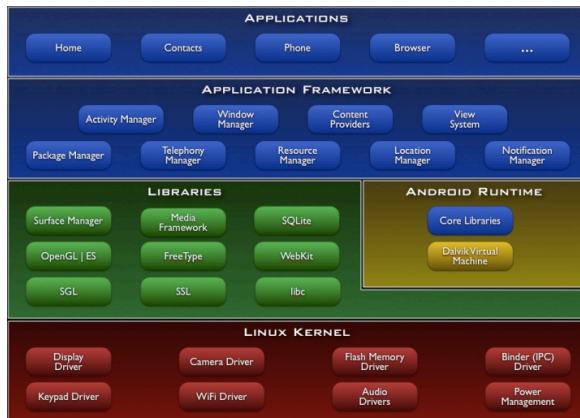 APPLICATIONS
Home
Contacts
Phone
Browser
...
APPLICATION FRAMEWORK
Activity Manager
Window
Manager
Content
Providers
View
System
Package Manager
Telephony
Manager
Resource
Manager
Location
Manager
Notification
Manager
LIBRARIES
Surface Manager
Media
Framework
SQLite
OpenGL | ES
FreeType
WebKit
SGL
SSL
libc
ANDROID RUNTIME
Core Libraries
Dalvik Virtual
Machine
LINUX KERNEL
Display
Driver
Camera Driver
Flash Memory
Driver
Binder (IPC)
Driver
Keypad Driver
WiFi Driver
Audio
Drivers
Power
Management